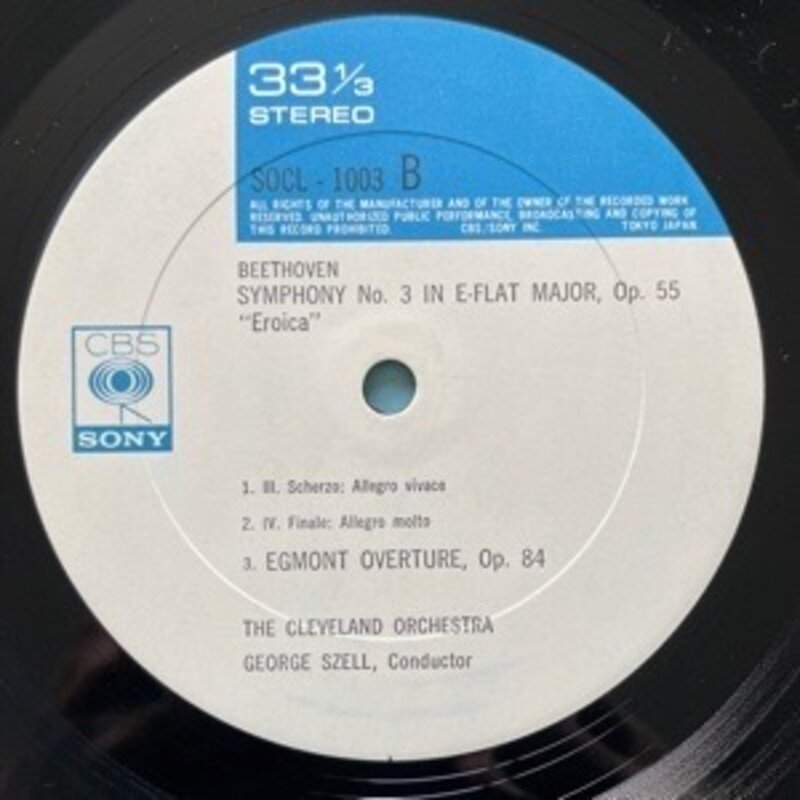 33 1/3
STEREO
SOCL - 1003 B
ALL RIGHTS OF THE MANUFACTURER AND OF THE OWNER OF THE RECORDED WORK
RESERVED. UNAUTHORIZED PUBLIC PERFORMANCE, BROADCASTING AND COPYING OF
THIS RECORD PROHIBITED. CBS/SONY INC. TOKYO JAPAN
BEETHOVEN
SYMPHONY No. 3 IN E-FLAT MAJOR, Op. 55
"Eroica"
CBS
SONY
1. III. Scherzo: Allegro vivace
2. IV. Finale: Allegro molto
3. EGMONT OVERTURE, Op. 84
THE CLEVELAND ORCHESTRA
GEORGE SZELL, Conductor